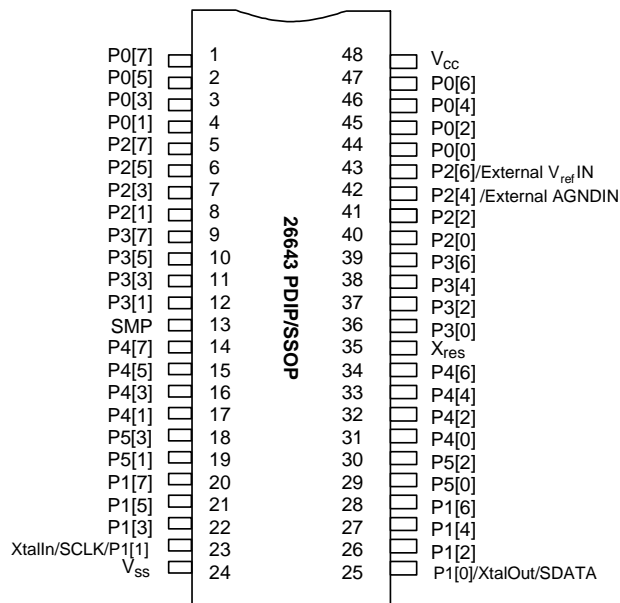 P0[7] 1 48 Vcc
P0[5] 2 47 P0[6]
P0[3] 3 46 P0[4]
P0[1] 4 45 P0[2]
P2[7] 5 44 P0[0]
P2[5] 6 43 P2[6]/External VrefIN
P2[3] 7 42 P2[4] /External AGNDIN
P2[1] 8 41 P2[2]
P3[7] 9 40 P2[0]
P3[5] 10 39 P3[6]
P3[3] 11 38 P3[4]
P3[1] 12 37 P3[2]
SMP 13 36 P3[0]
P4[7] 14 35 Xres
P4[5] 15 34 P4[6]
P4[3] 16 33 P4[4]
P4[1] 17 32 P4[2]
P5[3] 18 31 P4[0]
P5[1] 19 30 P5[2]
P1[7] 20 29 P5[0]
P1[5] 21 28 P1[6]
P1[3] 22 27 P1[4]
XtalIn/SCLK/P1[1] 23 26 P1[2]
Vss 24 25 P1[0]/XtalOut/SDATA
26643 PDIP/SSOP